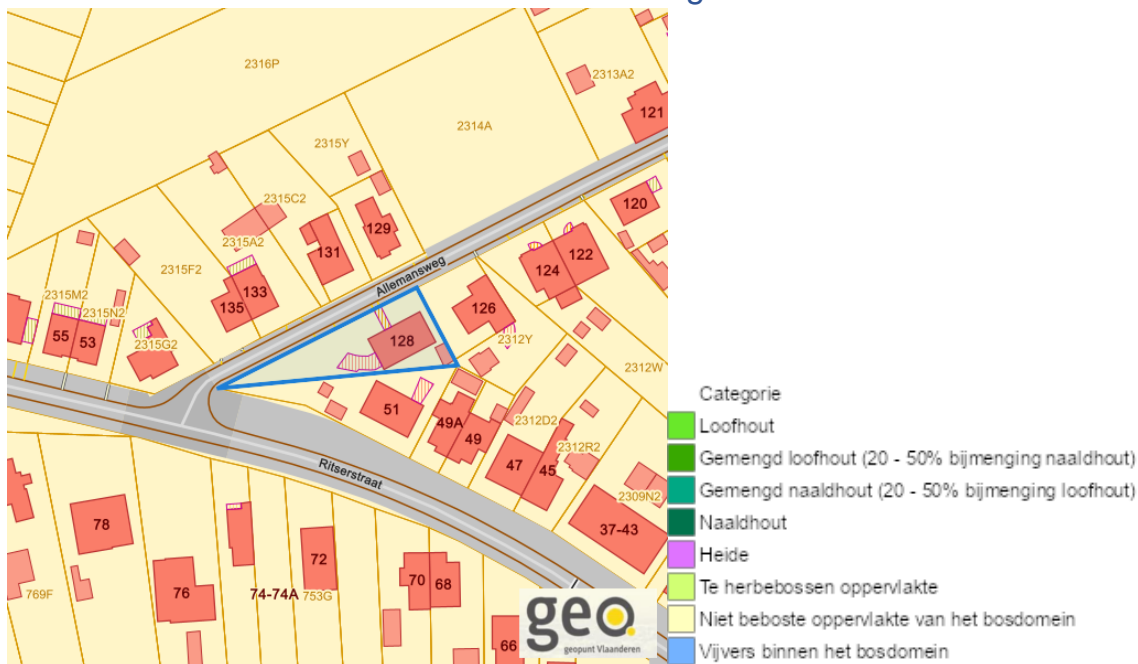 2316P
2313A2
121
2314A
2315Y
2315C2
120
129
131
2315A2
122
124
Allemansweg
2315F2
133
135
126
2315M2
2315N2
128
2312Y
55
53
2315G2
2312W
51
49A
49
2312D2
2312R2
47
45
Ritserstraat
2309N2
37-43
78
72
76
70
68
74-74A
753G
769F
66
geo.
geopunt Vlaanderen
Categorie
Loofhout
Gemengd loofhout (20 - 50% bijmenging naaldhout)
Gemengd naaldhout (20 - 50% bijmenging loofhout)
Naaldhout
Heide
Te herbebossen oppervlakte
Niet beboste oppervlakte van het bosdomein
Vijvers binnen het bosdomein